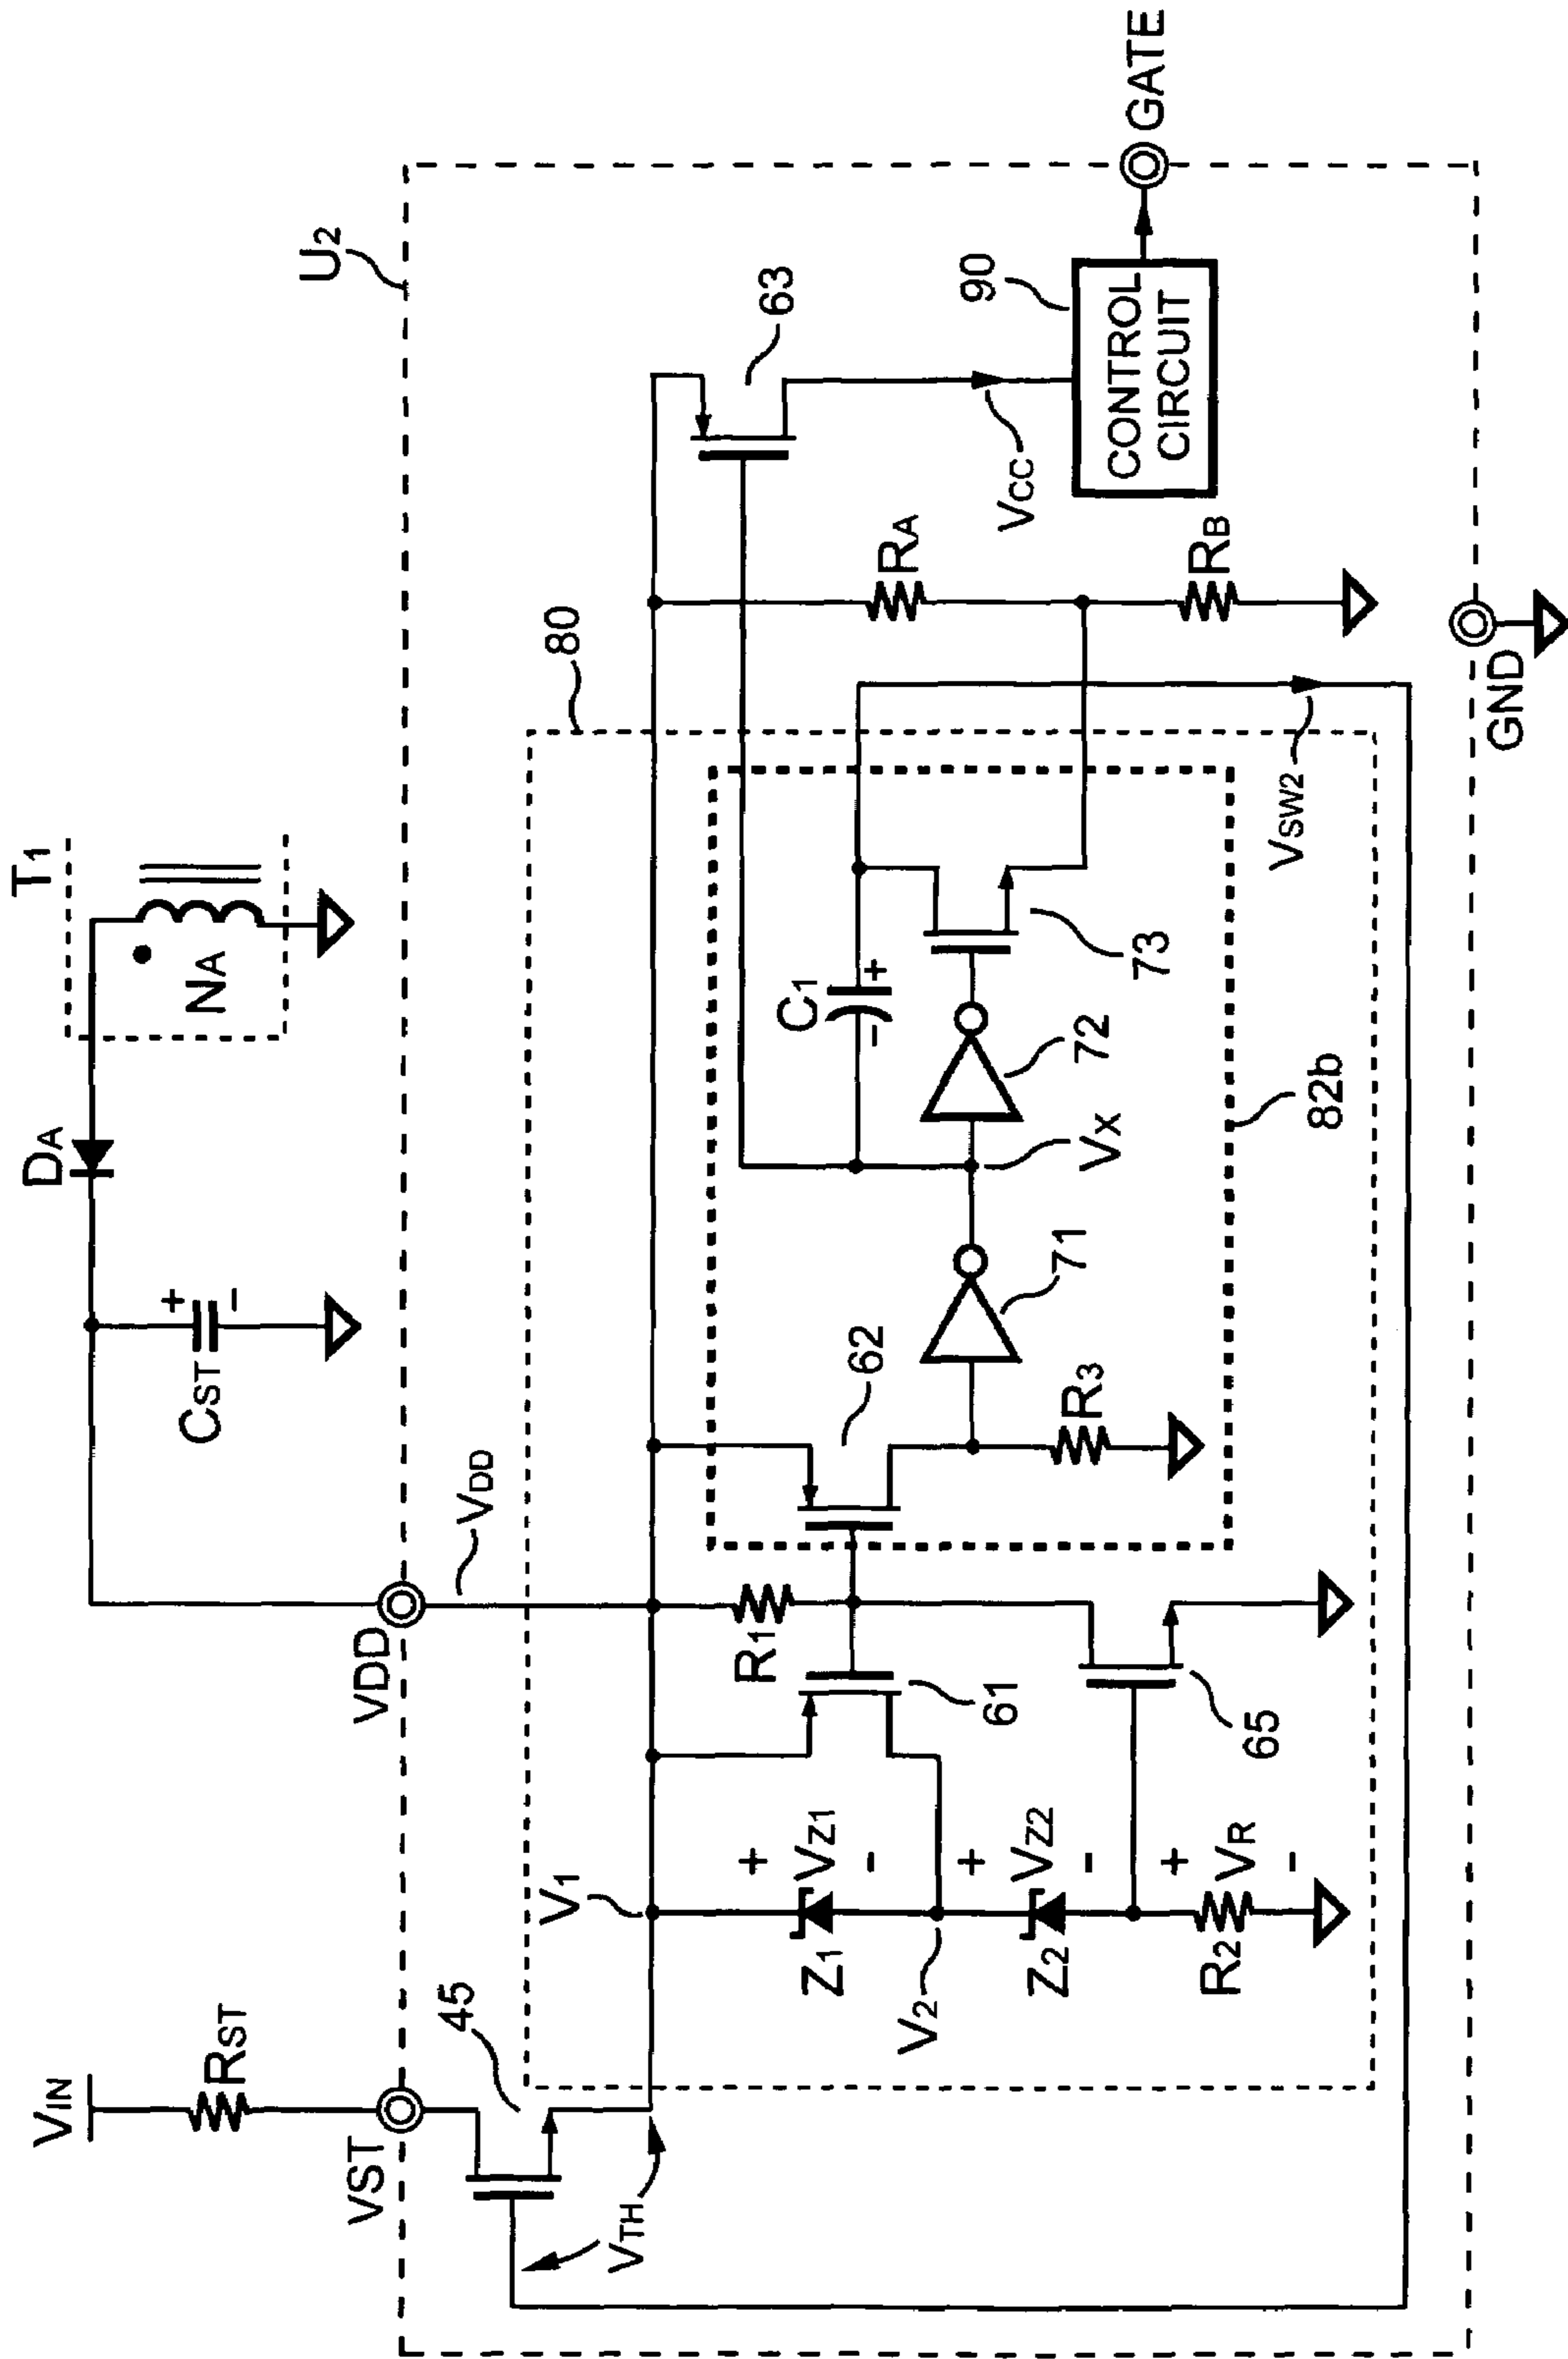 T1
NA
DA
CST
VDD
VDD
VIN
RST
VST
45
VTH
U2
V1
80
R1
61
62
63
+
VZ1
-
Z1
V2
+
VZ2
-
Z2
+
VR
-
R2
65
R3
71
VX
72
73
C1
-
+
82b
VSW2
RA
RB
VCC
90
CONTROL
CIRCUIT
GATE
GND
+
-